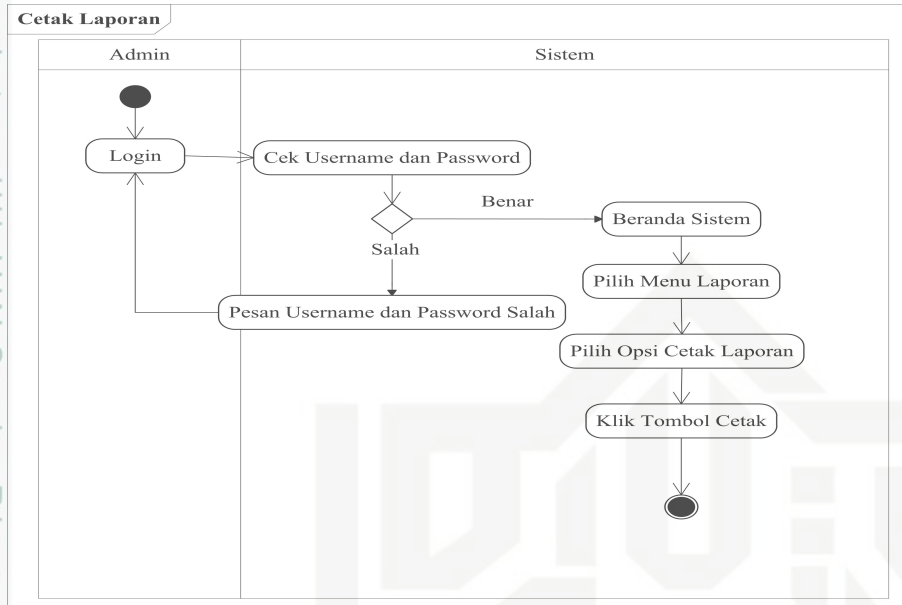 Cetak Laporan
Admin
Sistem
Login
Cek Username dan Password
Benar
Beranda Sistem
Salah
Pilih Menu Laporan
Pesan Username dan Password Salah
Pilih Opsi Cetak Laporan
Klik Tombol Cetak